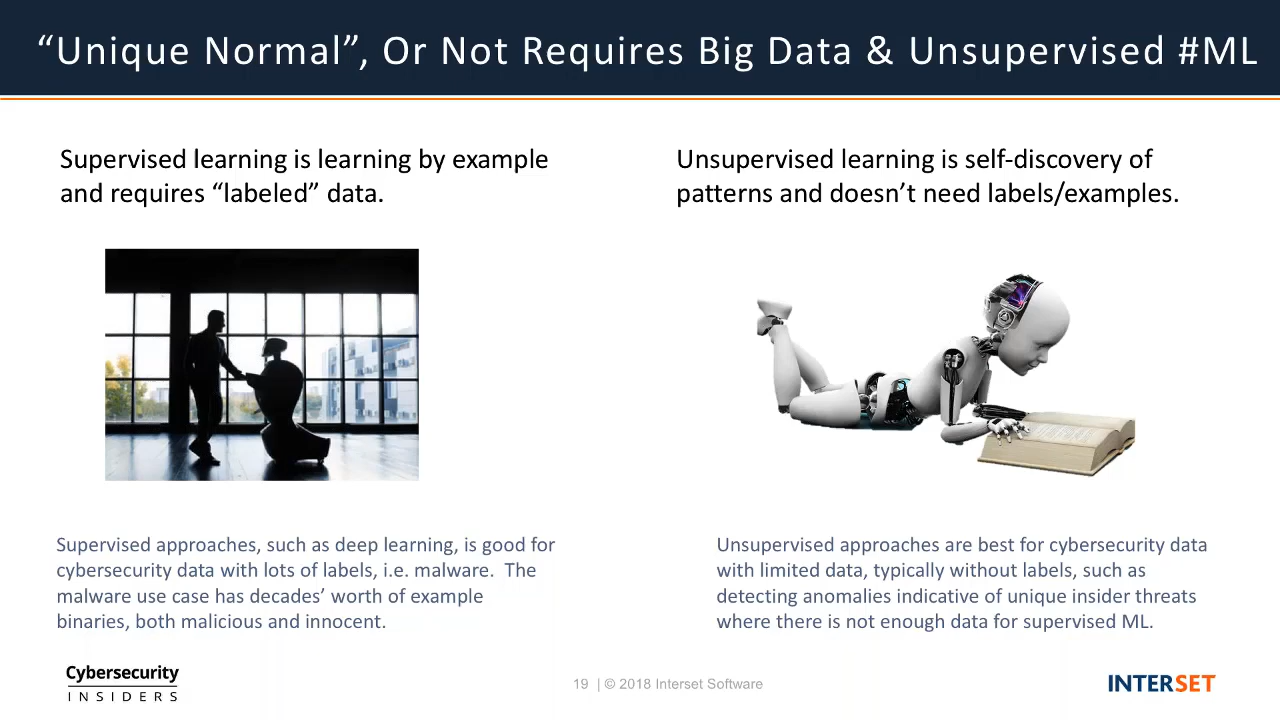 “Unique Normal”, Or Not Requires Big Data & Unsupervised #ML
Supervised learning is learning by example
and requires “labeled” data.
Unsupervised learning is self-discovery of
patterns and doesn’t need labels/examples.
Supervised approaches, such as deep learning, is good for
cybersecurity data with lots of labels, i.e. malware.  The
malware use case has decades’ worth of example
binaries, both malicious and innocent.
Unsupervised approaches are best for cybersecurity data
with limited data, typically without labels, such as
detecting anomalies indicative of unique insider threats
where there is not enough data for supervised ML.
Cybersecurity
INSIDERS
19 | © 2018 Interset Software
INTERSET